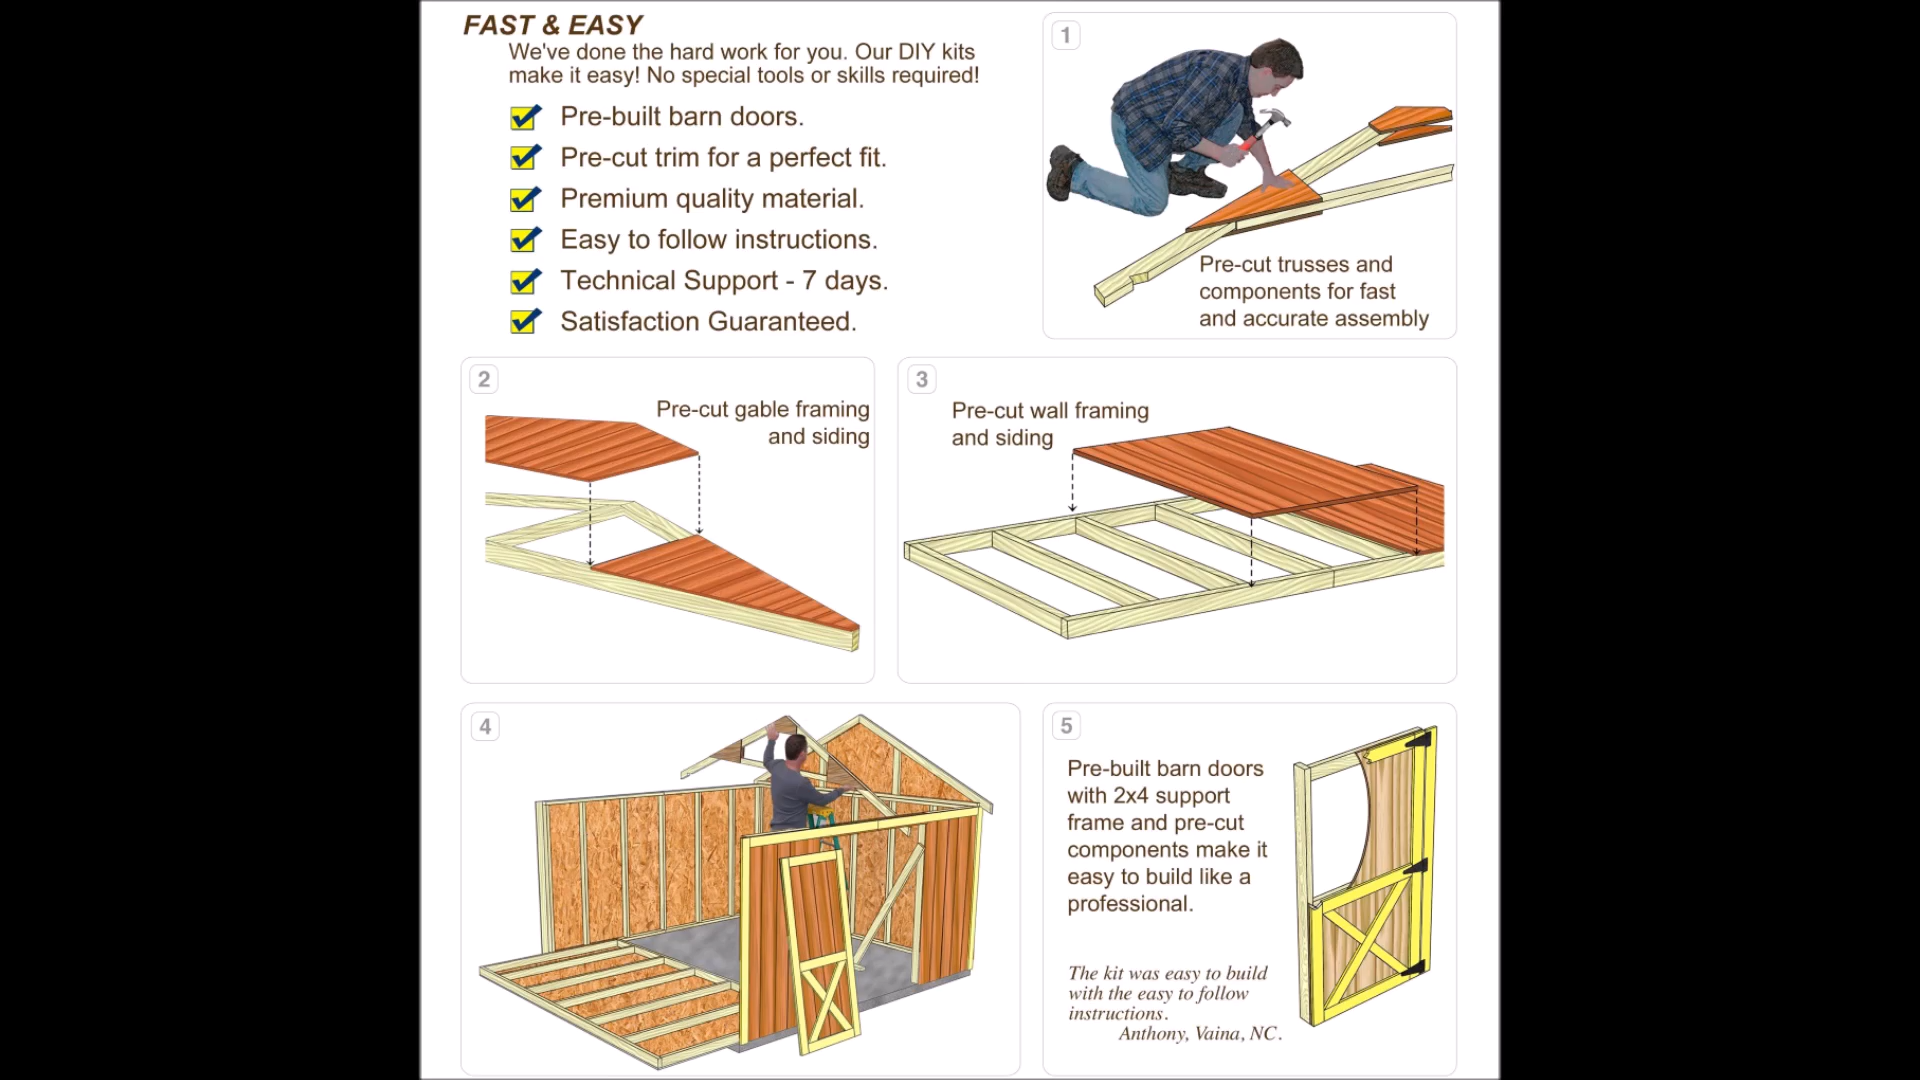 FAST & EASY
We've done the hard work for you. Our DIY kits
make it easy! No special tools or skills required!
Pre-built barn doors.
Pre-cut trim for a perfect fit.
Premium quality material.
Easy to follow instructions.
Technical Support - 7 days.
Satisfaction Guaranteed.
1
Pre-cut trusses and
components for fast
and accurate assembly
2
Pre-cut gable framing
and siding
3
Pre-cut wall framing
and siding
4
5
Pre-built barn doors
with 2x4 support
frame and pre-cut
components make it
easy to build like a
professional.
The kit was easy to build
with the easy to follow
instructions.
Anthony, Vaina, NC.